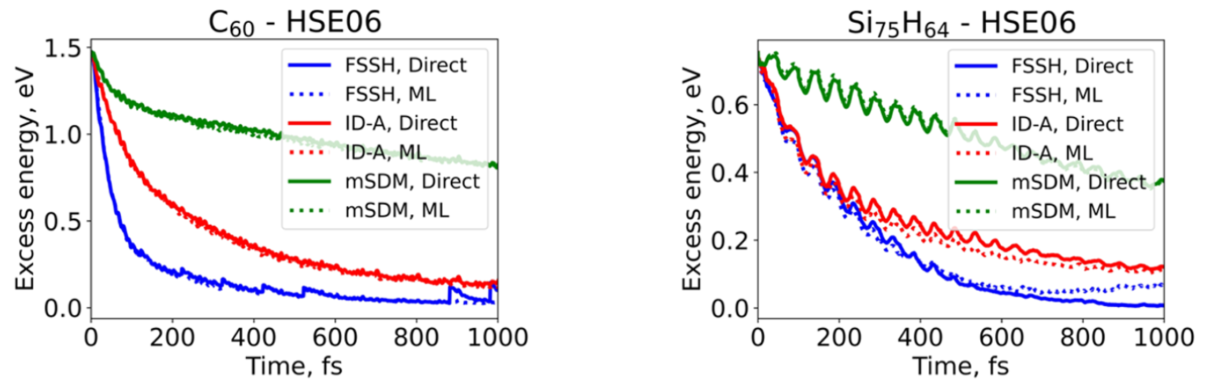 C60 - HSE06
Excess energy, eV
1.5
1.0
0.5
0.0
FSSH, Direct
FSSH, ML
ID-A, Direct
ID-A, ML
mSDM, Direct
mSDM, ML
0 200 400 600 800 1000
Time, fs
Si75H64 - HSE06
Excess energy, eV
0.6
0.4
0.2
0.0
FSSH, Direct
FSSH, ML
ID-A, Direct
ID-A, ML
mSDM, Direct
mSDM, ML
0 200 400 600 800 1000
Time, fs